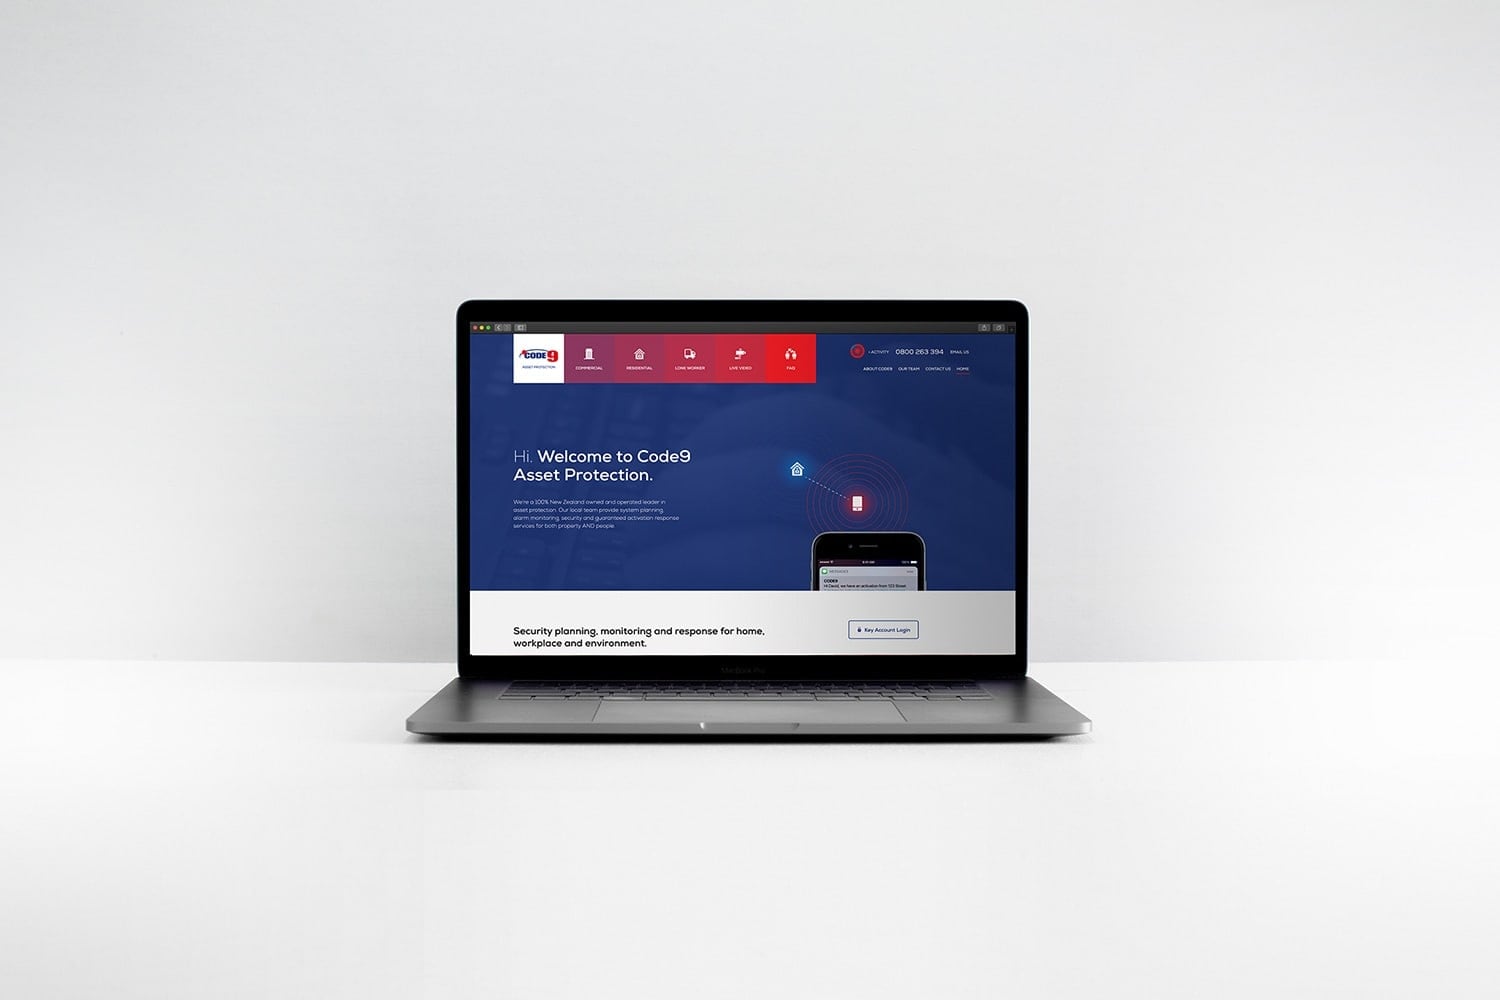 CODE 9
ASSET PROTECTION
COMMERCIAL
RESIDENTIAL
LONE WORKER
LIVE VIDEO
FAQ
ACTIVITY 0800 263 394 EMAIL US
ABOUT CODE9 OUR TEAM CONTACT US HOME
Hi. Welcome to Code9
Asset Protection.
We're a 100% New Zealand owned and operated leader in
asset protection. Our local team provide system planning,
alarm monitoring, security and guaranteed activation response
services for both property AND people.
MESSAGES
CODE9
Hi David, we have an activation from 123 Street
Security planning, monitoring and response for home,
workplace and environment.
Key Account Login
MacBook Pro